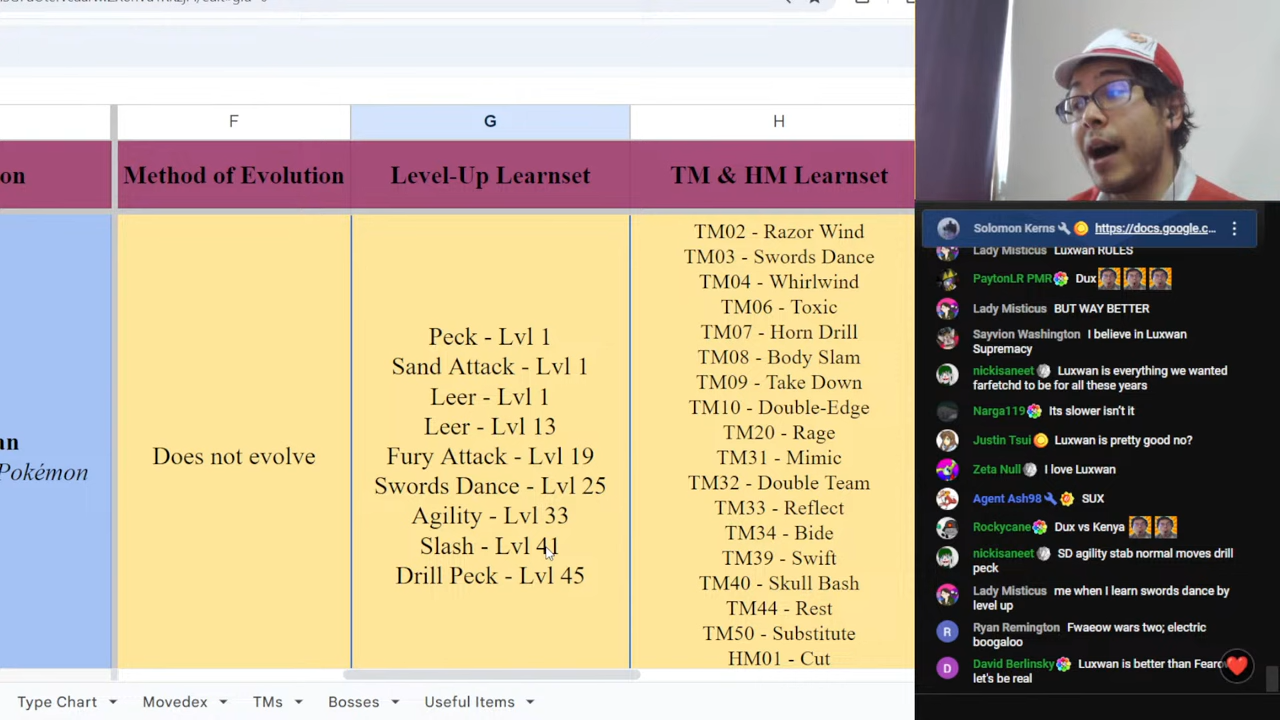 F
G
H
on
Method of Evolution
Level-Up Learnset
TM & HM Learnset
an
Pokémon
Does not evolve
Peck - Lvl 1
Sand Attack - Lvl 1
Leer - Lvl 1
Leer - Lvl 13
Fury Attack - Lvl 19
Swords Dance - Lvl 25
Agility - Lvl 33
Slash - Lvl 41
Drill Peck - Lvl 45
TM02 - Razor Wind
TM03 - Swords Dance
TM04 - Whirlwind
TM06 - Toxic
TM07 - Horn Drill
TM08 - Body Slam
TM09 - Take Down
TM10 - Double-Edge
TM20 - Rage
TM31 - Mimic
TM32 - Double Team
TM33 - Reflect
TM34 - Bide
TM39 - Swift
TM40 - Skull Bash
TM44 - Rest
TM50 - Substitute
HM01 - Cut
Type Chart
Movedex
TMs
Bosses
Useful Items
Solomon Kerns https://docs.google.c...
Lady Misticus Luxwan RULES
PaytonLR PMR Dux
Lady Misticus BUT WAY BETTER
Sayvion Washington I believe in Luxwan
Supremacy
nickisaneet Luxwan is everything we wanted
farfetchd to be for all these years
Narga119 Its slower isn't it
Justin Tsui Luxwan is pretty good no?
Zeta Null I love Luxwan
Agent Ash98 SUX
Rockycane Dux vs Kenya
nickisaneet SD agility stab normal moves drill
peck
Lady Misticus me when I learn swords dance by
level up
R
Ryan Remington Fwaeow wars two; electric
boogaloo
D
David Berlinsky Luxwan is better than Fearow
let's be real